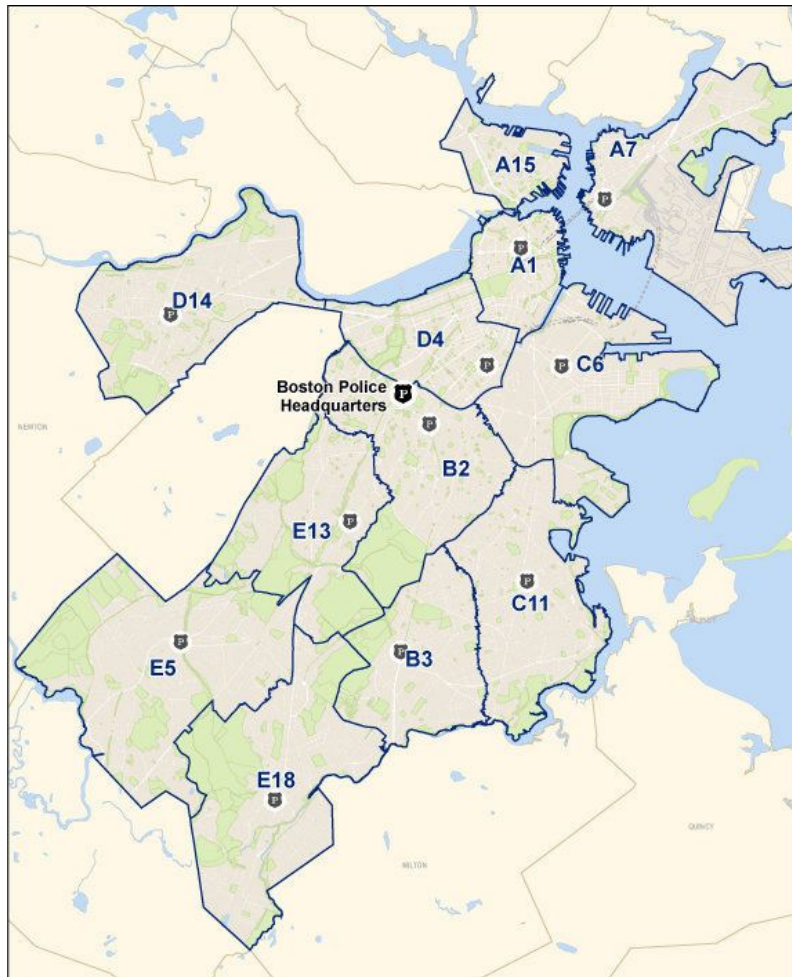 A7
A15
A1
D14
D4
C6
Boston Police
Headquarters
NEWTON
B2
E13
C11
E5
B3
E18
QUINCY
MILTON